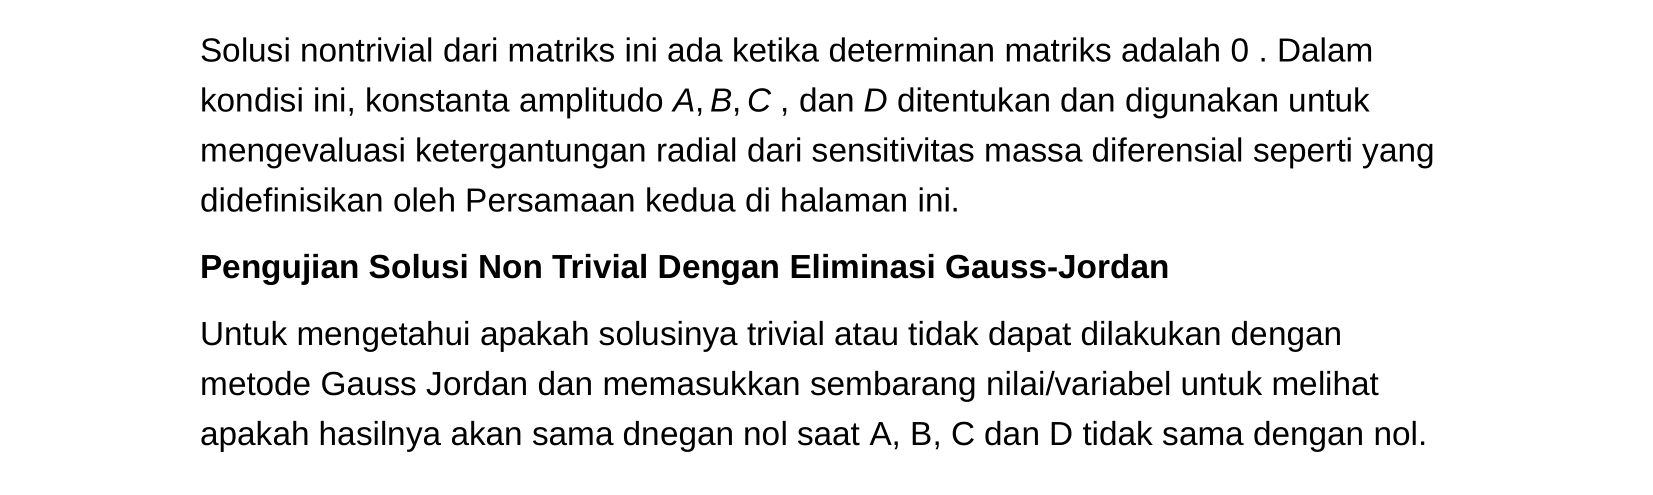 Solusi nontrivial dari matriks ini ada ketika determinan matriks adalah 0 . Dalam
kondisi ini, konstanta amplitudo A, B, C , dan D ditentukan dan digunakan untuk
mengevaluasi ketergantungan radial dari sensitivitas massa diferensial seperti yang
didefinisikan oleh Persamaan kedua di halaman ini.
Pengujian Solusi Non Trivial Dengan Eliminasi Gauss-Jordan
Untuk mengetahui apakah solusinya trivial atau tidak dapat dilakukan dengan
metode Gauss Jordan dan memasukkan sembarang nilai/variabel untuk melihat
apakah hasilnya akan sama dnegan nol saat A, B, C dan D tidak sama dengan nol.